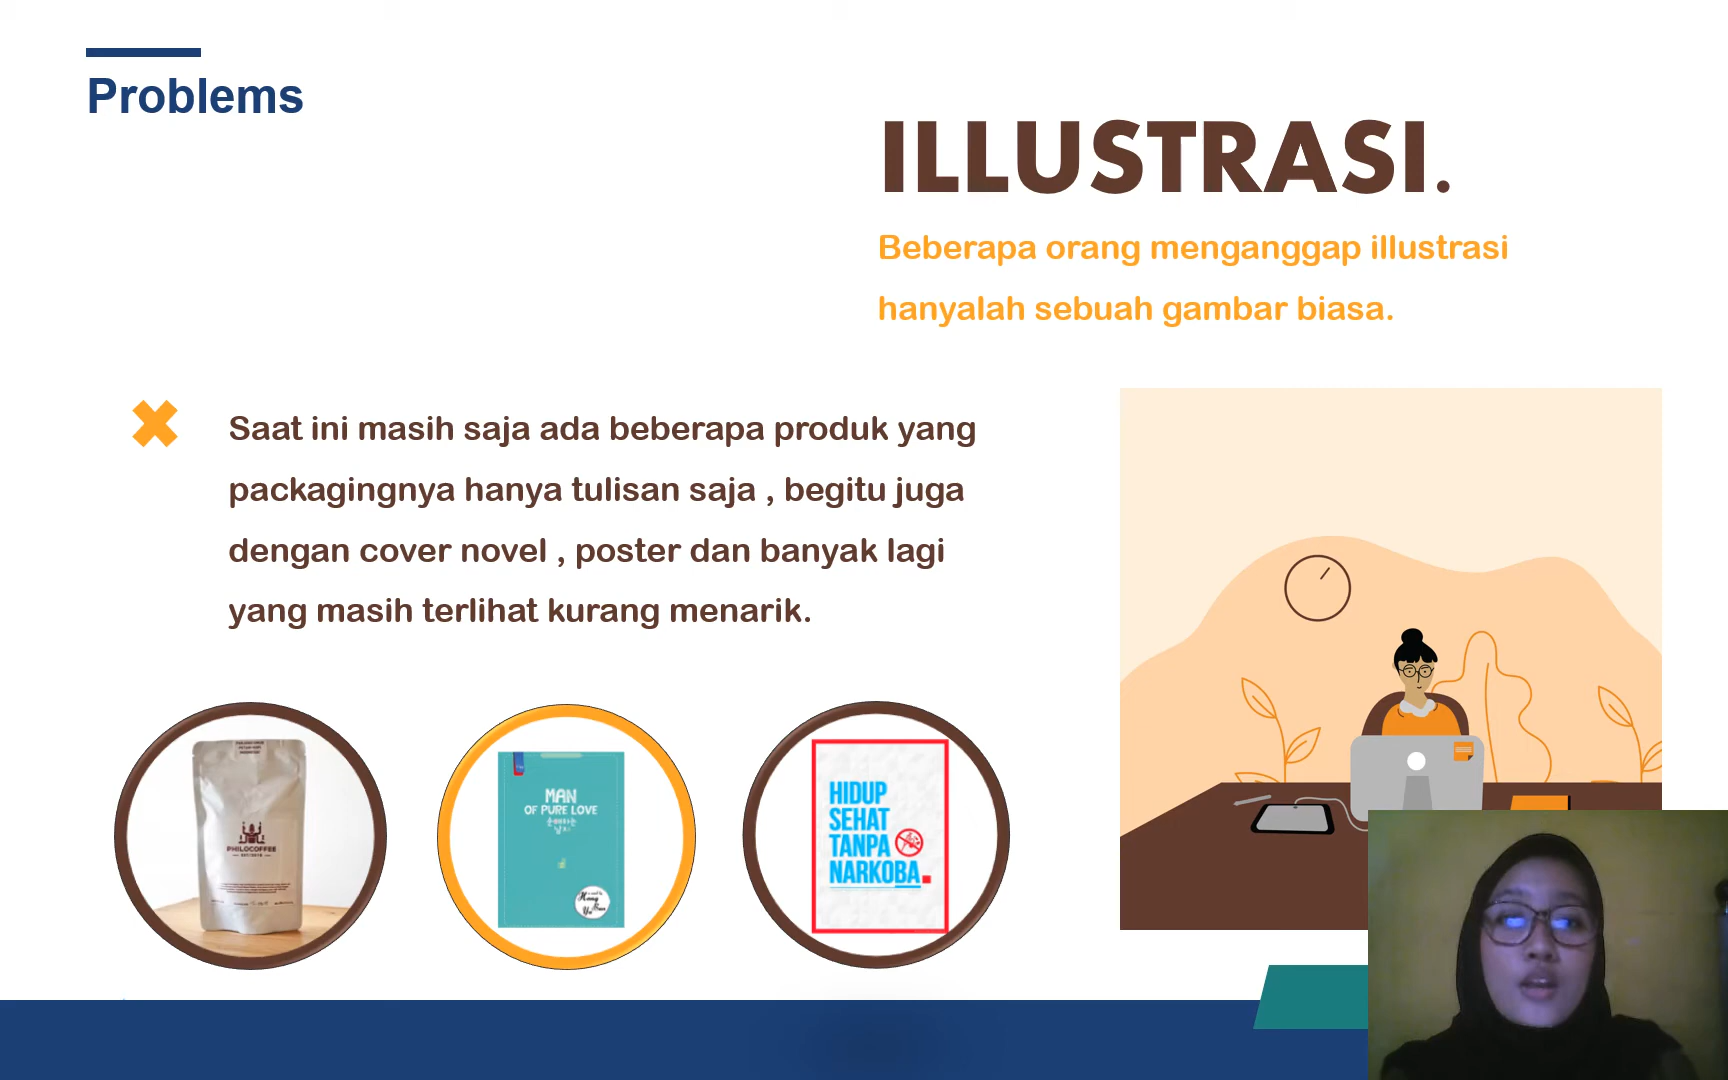 Problems
ILLUSTRASI.
Beberapa orang menganggap illustrasi
hanyalah sebuah gambar biasa.
Saat ini masih saja ada beberapa produk yang
packagingnya hanya tulisan saja , begitu juga
dengan cover novel , poster dan banyak lagi
yang masih terlihat kurang menarik.
PHILOCOFFEE
MAN
OF PURE LOVE
HIDUP
SEHAT
TANPA
NARKOBA.